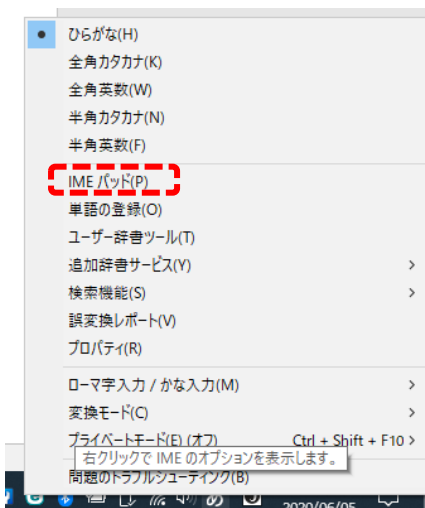 ひらがな(H)
全角カタカナ(K)
全角英数(W)
半角カタカナ(N)
半角英数(F)
IME パッド(P)
単語の登録(O)
ユーザー辞書ツール(T)
追加辞書サービス(Y)
検索機能(S)
誤変換レポート(V)
プロパティ(R)
ローマ字入力 / かな入力(M)
変換モード(C)
プライベートモード(E) (オフ) Ctrl + Shift + F10
右クリックで IME のオプションを表示します。
問題のトラブルシューティング(B)
2020/06/05